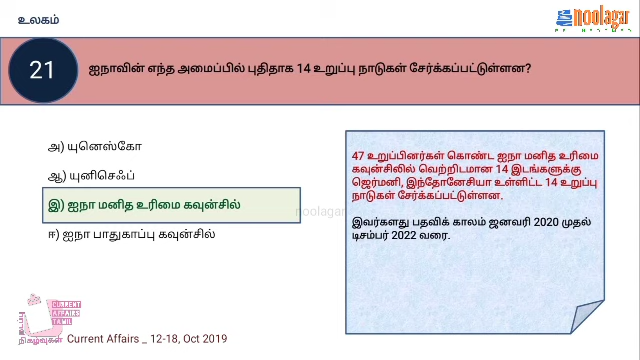 உலகம்
noolagar
21
ஐநாவின் எந்த அமைப்பில் புதிதாக 14 உறுப்பு நாடுகள் சேர்க்கப்பட்டுள்ளன?
அ) யுனெஸ்கோ
ஆ) யுனிசெஃப்
இ) ஐநா மனித உரிமை கவுன்சில்
ஈ) ஐநா பாதுகாப்பு கவுன்சில்
47 உறுப்பினர்கள் கொண்ட ஐநா மனித உரிமை
கவுன்சிலில் வெற்றிடமான 14 இடங்களுக்கு
ஜெர்மனி, இந்தோனேசியா உள்ளிட்ட 14 உறுப்பு
நாடுகள் சேர்க்கப்பட்டுள்ளன.
இவர்களது பதவிக் காலம் ஜனவரி 2020 முதல்
டிசம்பர் 2022 வரை.
noolagar
CURRENT
AFFAIRS
TAMIL
நடப்பு
நிகழ்வுகள்
Current Affairs _ 12-18, Oct 2019